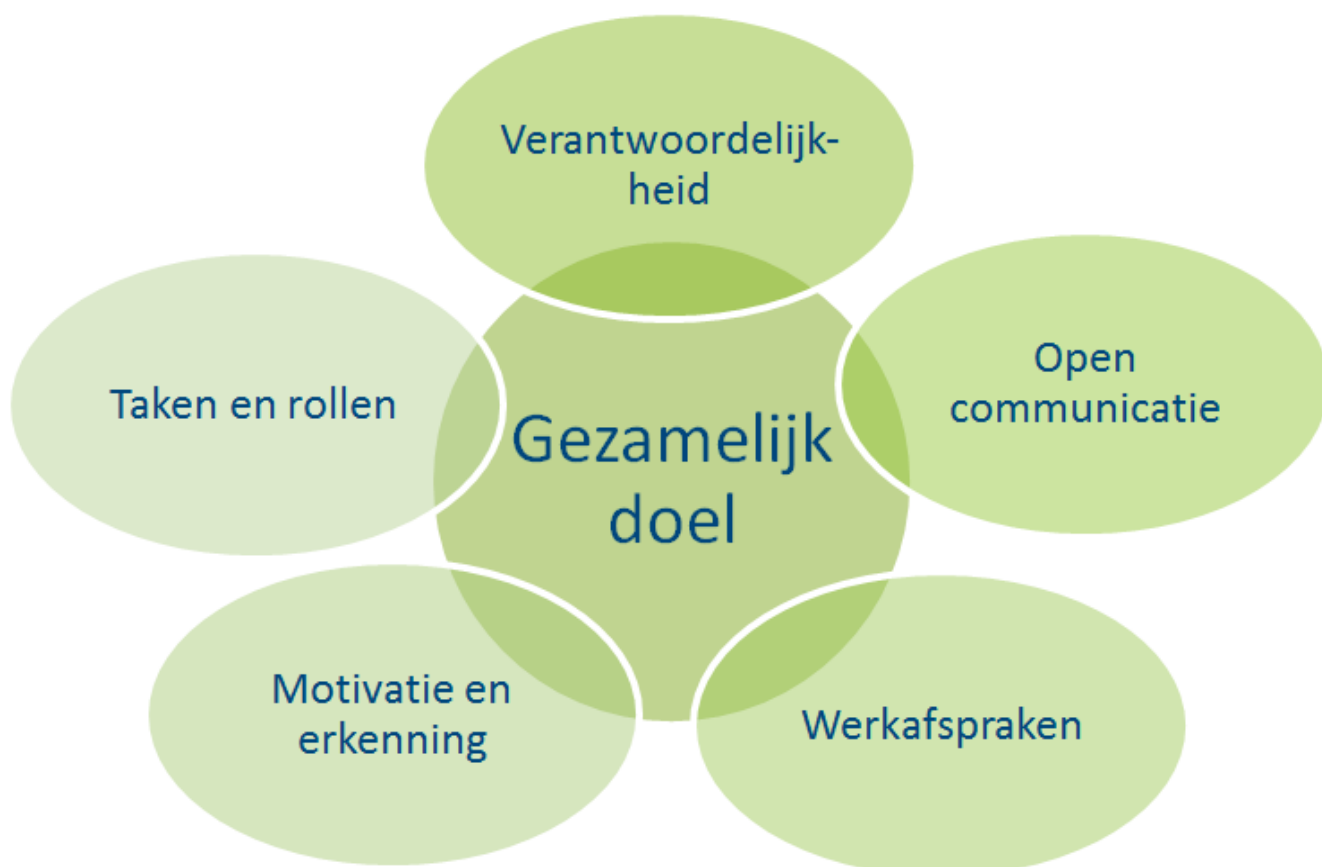 Verantwoordelijk-
heid
Open
communicatie
Taken en rollen
Gezamelijk
doel
Motivatie en
erkenning
Werkafspraken